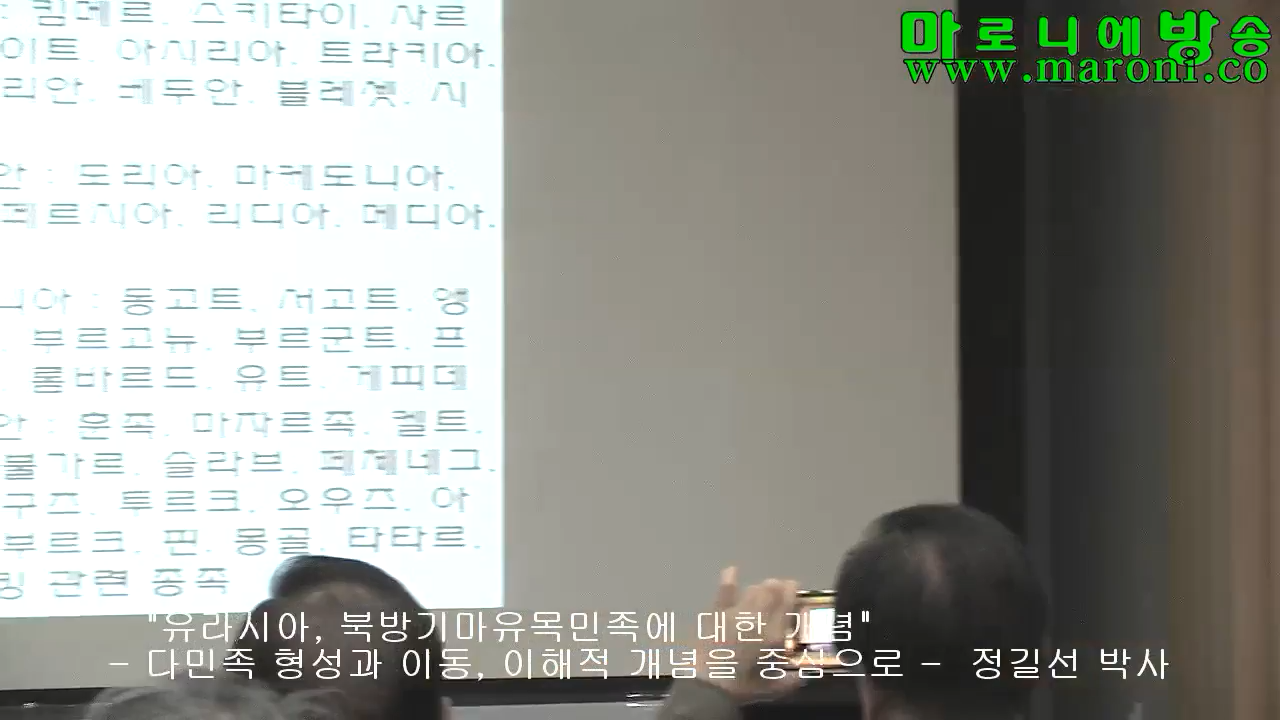 마로니에방송
www.maroni.co
킴메르. 스키타이. 사르
이트. 아시리아. 트라키아.
리안. 베두안. 블레셋. 시
안 : 도리아. 마케도니아.
페르시아. 리디아. 메디아.
니아 : 동고트. 서고트. 앵
부르고뉴. 부르군트. 프
롬바르드. 유트. 게피데
안 : 훈족. 마자르족. 켈트.
불가르. 슬라브. 페체네그.
구즈. 투르크. 오우즈. 아
부르크. 핀. 몽골. 타타르.
킹 관련 종족
"유라시아, 북방기마유목민족에 대한 개념"
- 다민족 형성과 이동, 이해적 개념을 중심으로 - 정길선 박사